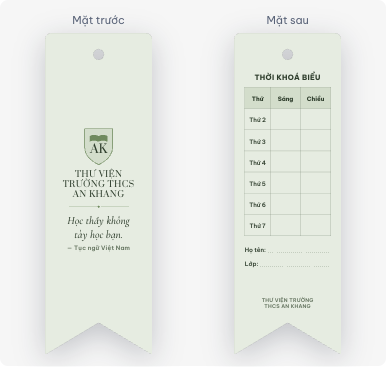 Mặt trước
AK
THƯ VIỆN
TRƯỜNG THCS
AN KHANG
Học thầy không
tày học bạn.
– Tục ngữ Việt Nam
Mặt sau
THỜI KHOÁ BIỂU
Thứ Sáng Chiều
Thứ 2
Thứ 3
Thứ 4
Thứ 5
Thứ 6
Thứ 7
Họ tên:
Lớp:
THƯ VIỆN TRƯỜNG
THCS AN KHANG